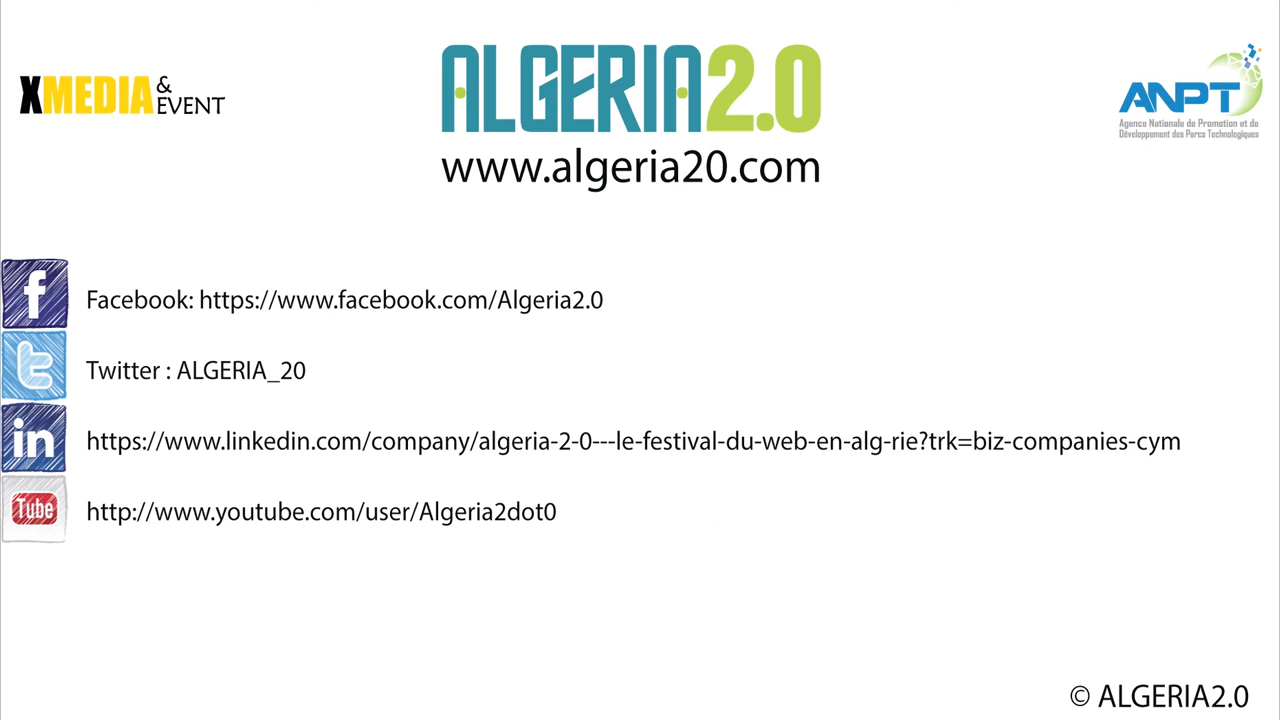 XMEDIA & EVENT
ALGERIA2.0
www.algeria20.com
ANPT
Agence Nationale de Promotion et de
Développement des Parcs Technologiques
f
Facebook: https://www.facebook.com/Algeria2.0
t
Twitter : ALGERIA_20
in
https://www.linkedin.com/company/algeria-2-0---le-festival-du-web-en-alg-rie?trk=biz-companies-cym
Tube
http://www.youtube.com/user/Algeria2dot0
© ALGERIA2.0